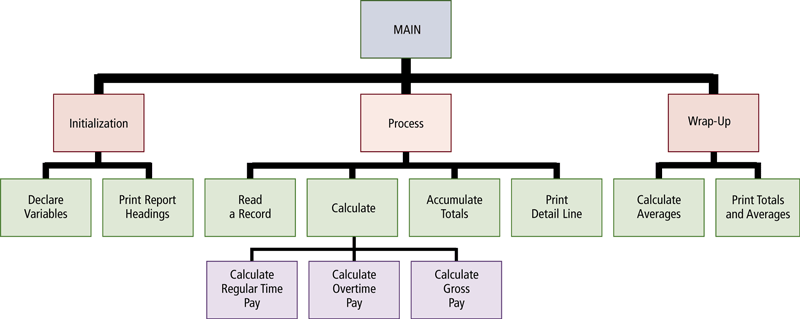 MAIN
Initialization
Process
Wrap-Up
Declare
Variables
Print Report
Headings
Read
a Record
Calculate
Accumulate
Totals
Print
Detail Line
Calculate
Averages
Print Totals
and Averages
Calculate
Regular Time
Pay
Calculate
Overtime
Pay
Calculate
Gross
Pay